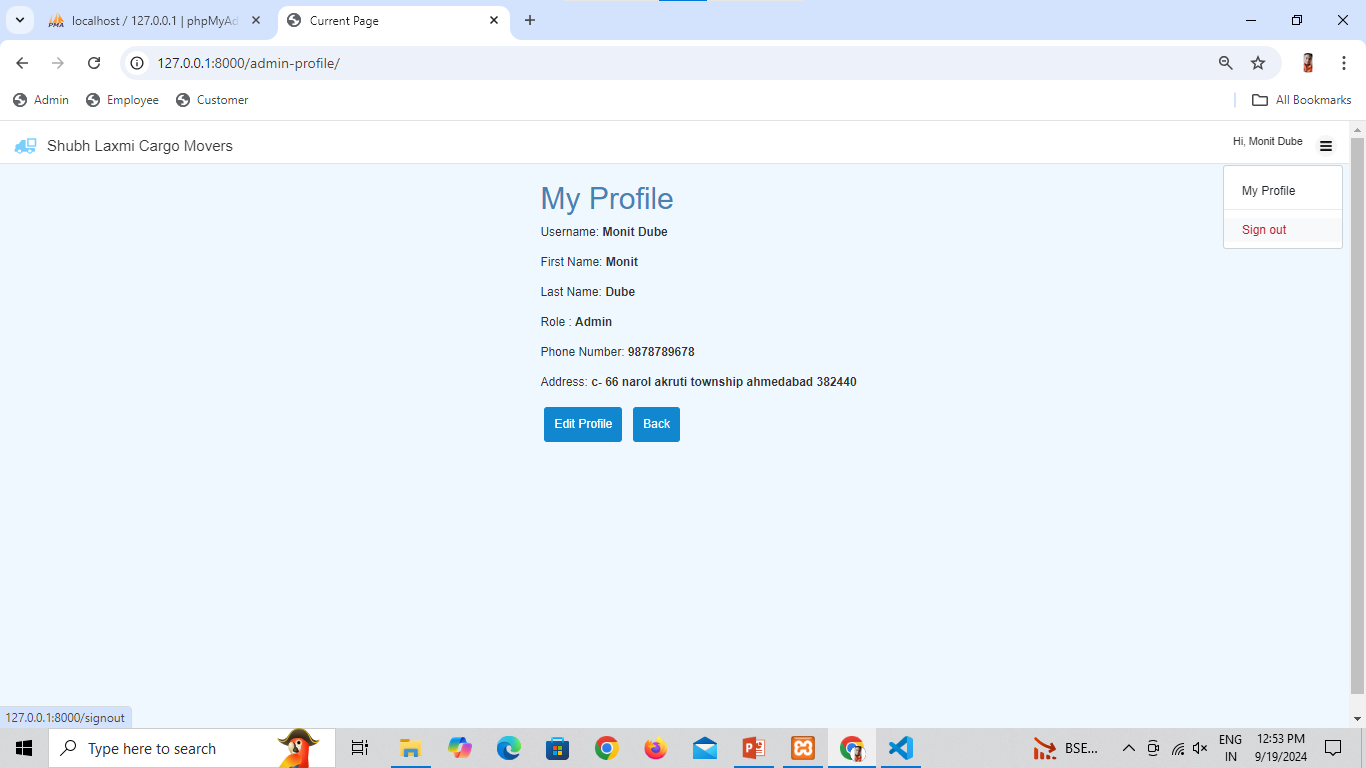 localhost / 127.0.0.1 | phpMyAd
Current Page
127.0.0.1:8000/admin-profile/
Admin
Employee
Customer
All Bookmarks
Shubh Laxmi Cargo Movers
Hi, Monit Dube
My Profile
Sign out
My Profile
Username: Monit Dube
First Name: Monit
Last Name: Dube
Role : Admin
Phone Number: 9878789678
Address: c- 66 narol akruti township ahmedabad 382440
Edit Profile
Back
127.0.0.1:8000/signout
Type here to search
BSE...
ENG
IN
12:53 PM
9/19/2024